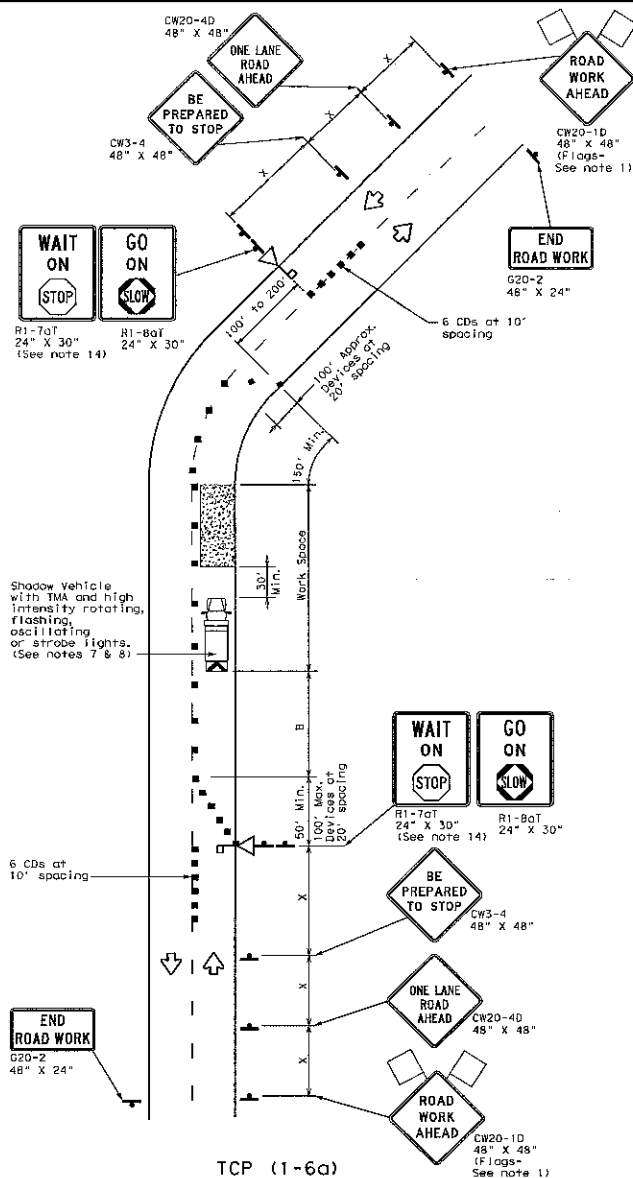 CW20-4D
48" X 48"
ONE LANE
ROAD
AHEAD
X
ROAD
WORK
AHEAD
CW20-1D
48" X 48"
(Flags-
See note 1)
BE
PREPARED
TO STOP
CW3-4
48" X 48"
X
X
WAIT
ON
STOP
R1-7aT
24" X 30"
(See note 14)
GO
ON
SLOW
R1-8aT
24" X 30"
END
ROAD WORK
G20-2
48" X 24"
100' to 200'
6 CDs at 10'
spacing
100' Approx.
Devices at
20' spacing
150' Min.
Work Space
30'
Min.
Shadow Vehicle
with TMA and high
intensity rotating,
flashing,
oscillating
or strobe lights.
(See notes 7 & 8)
B
50' Min.
100' Max.
Devices at
20' spacing
WAIT
ON
STOP
R1-7aT
24" X 30"
(See note 14)
GO
ON
SLOW
R1-8aT
24" X 30"
6 CDs at
10' spacing
X
BE
PREPARED
TO STOP
CW3-4
48" X 48"
X
ONE LANE
ROAD
AHEAD
CW20-4D
48" X 48"
X
END
ROAD WORK
G20-2
48" X 24"
ROAD
WORK
AHEAD
CW20-1D
48" X 48"
(Flags-
See note 1)
TCP (1-6a)